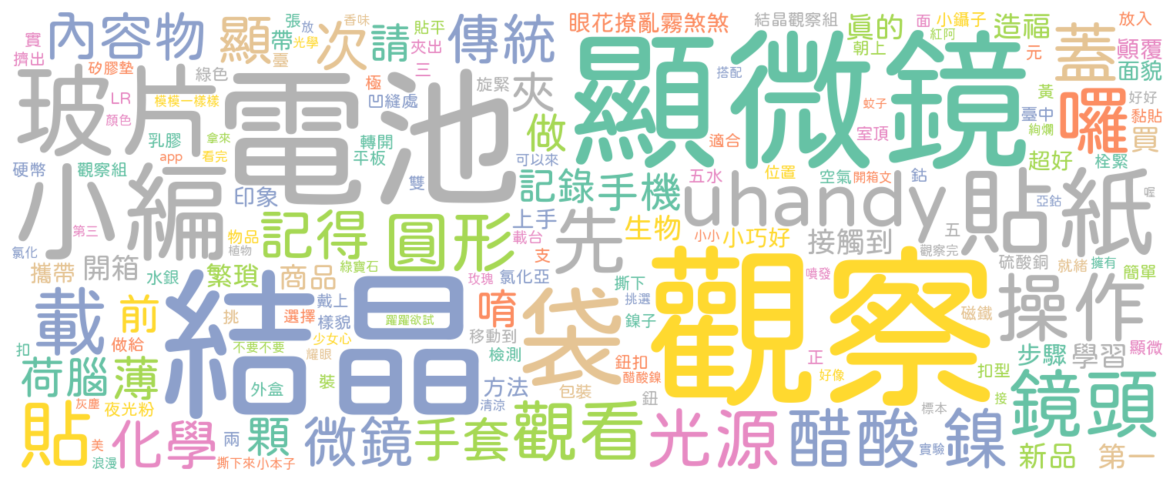 內容物
顯
次
帶
張
放
香味
光學
臺
請
貼平
夾出
傳統
眼花撩亂霧煞煞
結晶觀察組
真的
朝上
面
小鑷子
紅阿
造福
元
蓋
放入
顛覆
面貌
實
擠出
矽膠墊
綠色
玻片
電池
極
三
凹縫處
旋緊
夾
搭配
顯微鏡
蚊子
黃
臺中
絢爛
囉
好好
黏貼
買
LR
模模一樣樣
顏色
乳膠
拿來
app
看完
轉開
平板
做
適合
室頂
超好
栓緊
硬幣
觀察組
小編
印象
雙
可以來
記錄
手機
五水
位置
空氣
開箱文
鈷
亞鈷
貼紙
喔
uhandy
第三
物品
植物
記得
圓形
上手
載台
支
先
生物
小小
小巧好
接觸到
五
觀察完
氯化
攜帶
開箱
水銀
繁瑣
商品
綠寶石
玫瑰
氯化亞
撕下
噴發
觀察
硫酸銅
就緒
擁有
簡單
載
前
挑
選擇
戴上
樣貌
躍躍欲試
移動到
唷
袋
挑選
鎳子
磁鐵
操作
扣
做給
結晶
不要不要
少女心
耀眼
檢測
鈕扣
醋酸鎳
正
好像
扣型
步驟
學習
顯微
荷腦
薄
外盒
裝
方法
清涼
包裝
鈕
接
鏡頭
貼
灰塵
夜光粉
美
浪漫
化學
兩
顆
撕下來小本子
微鏡
手套
觀看
光源
醋酸
標本
實驗
鎳
新品
第一